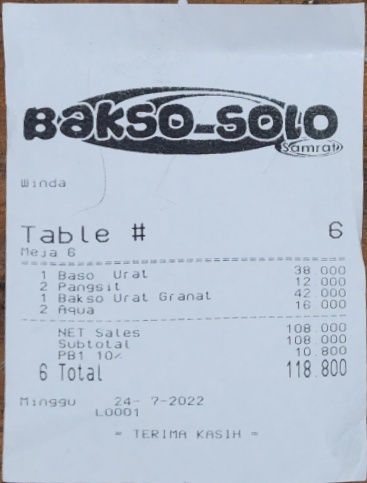 Bakso-Solo
Samrat
Winda
Table # 6
Meja 6
1 Baso Urat 38.000
2 Pangsit 12.000
1 Bakso Urat Granat 42.000
2 Aqua 16.000
NET Sales 108.000
Subtotal 108.000
PB1 10% 10.800
6 Total 118.800
Minggu 24- 7-2022
L0001
= TERIMA KASIH =